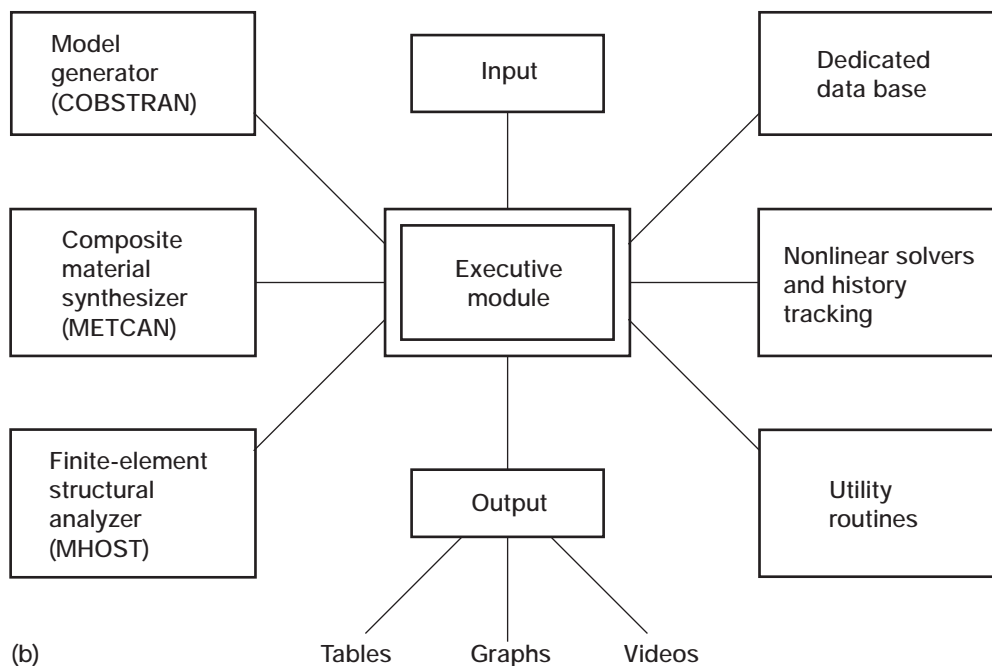 Model
generator
(COBSTRAN)
Input
Dedicated
data base
Composite
material
synthesizer
(METCAN)
Executive
module
Nonlinear solvers
and history
tracking
Finite-element
structural
analyzer
(MHOST)
Output
Utility
routines
(b)
Tables
Graphs
Videos